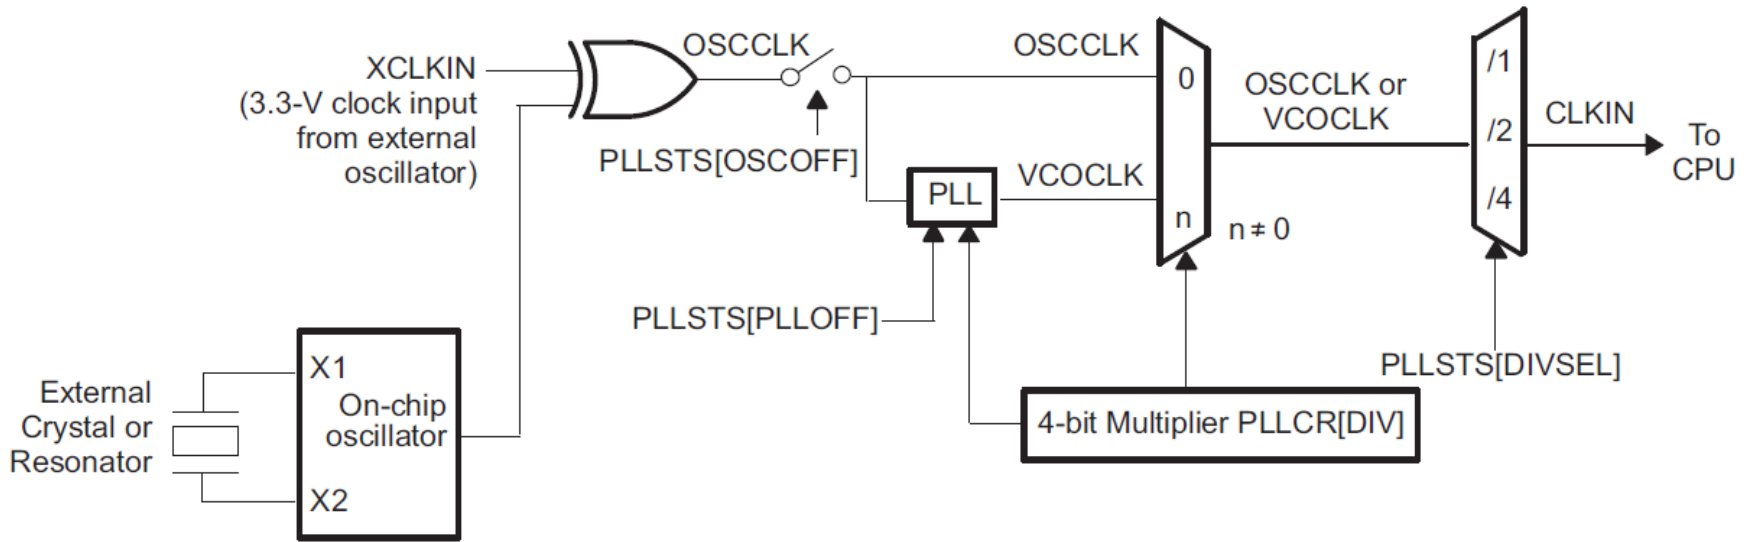 XCLKIN
(3.3-V clock input
from external
oscillator)
OSCCLK
PLLSTS[OSCOFF]
OSCCLK
0
OSCCLK or
VCOCLK
/1
/2
/4
CLKIN
To
CPU
PLL
VCOCLK
n
n ≠ 0
PLLSTS[PLLOFF]
PLLSTS[DIVSEL]
External
Crystal or
Resonator
X1
On-chip
oscillator
X2
4-bit Multiplier PLLCR[DIV]